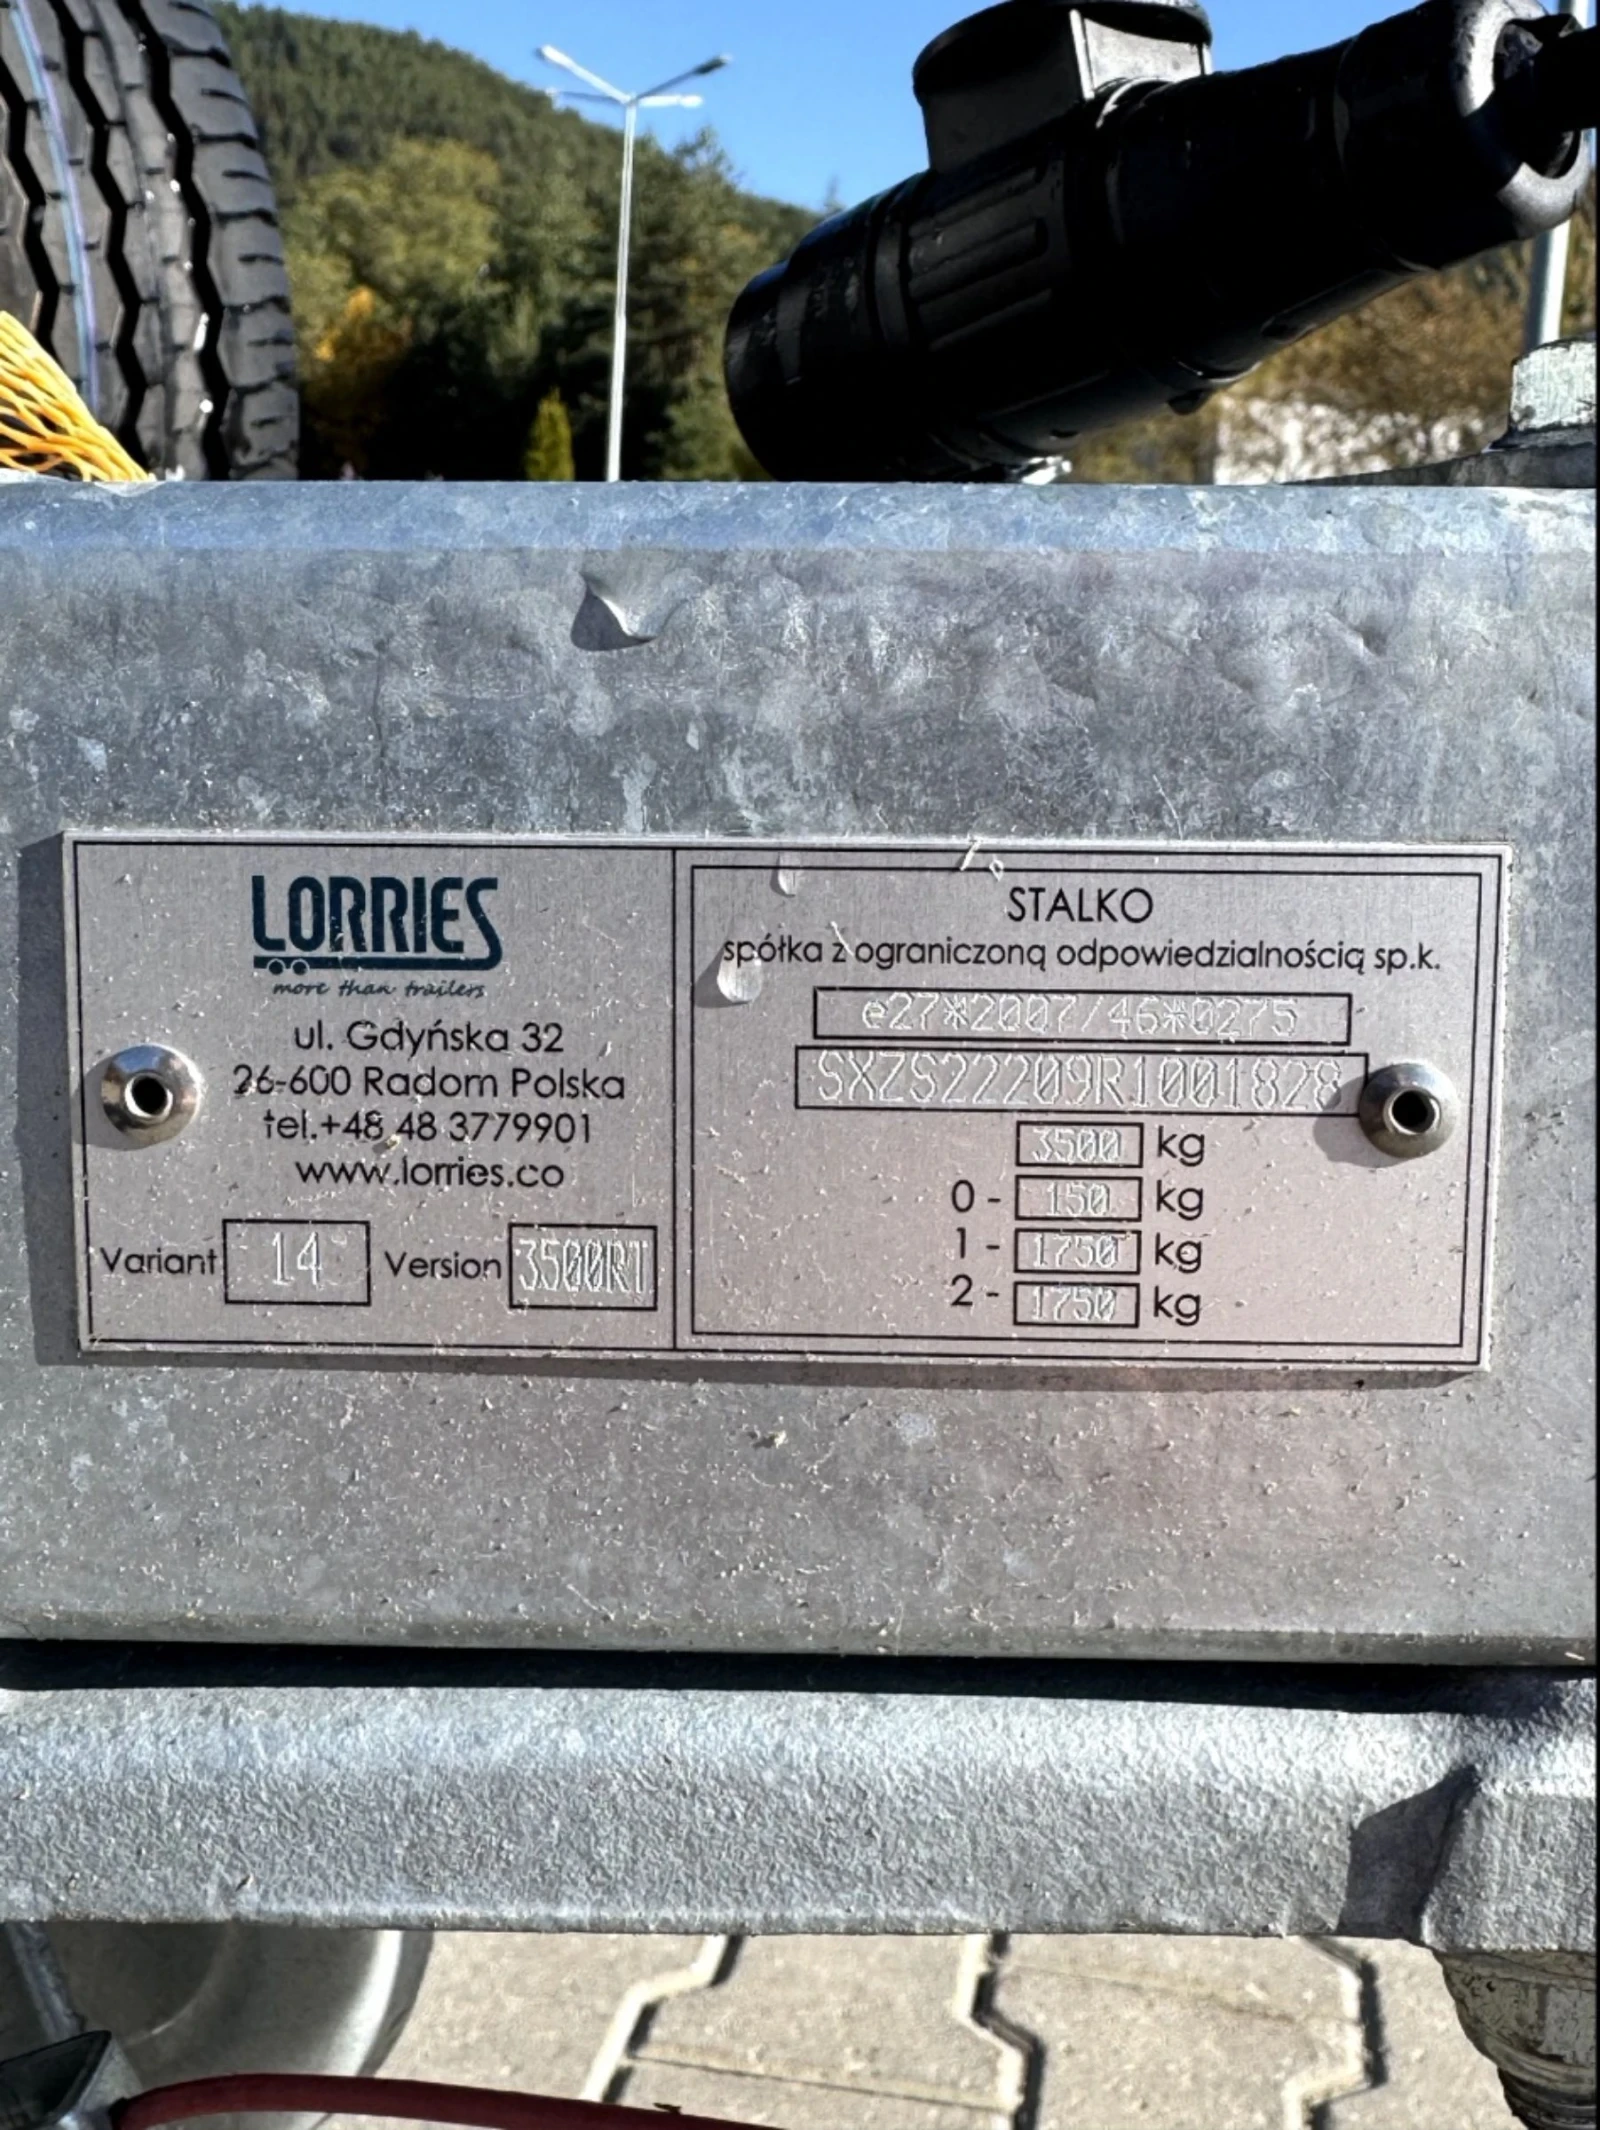 LORRIES
more than trailers
ul. Gdyńska 32
26-600 Radom Polska
tel.+48 48 3779901
www.lorries.co
Variant 14 Version 3500RT
STALKO
spółka z ograniczoną odpowiedzialnością sp.k.
e27*2007/46*0275
SXZS22209R1001828
3500 kg
0 - 150 kg
1 - 1750 kg
2 - 1750 kg